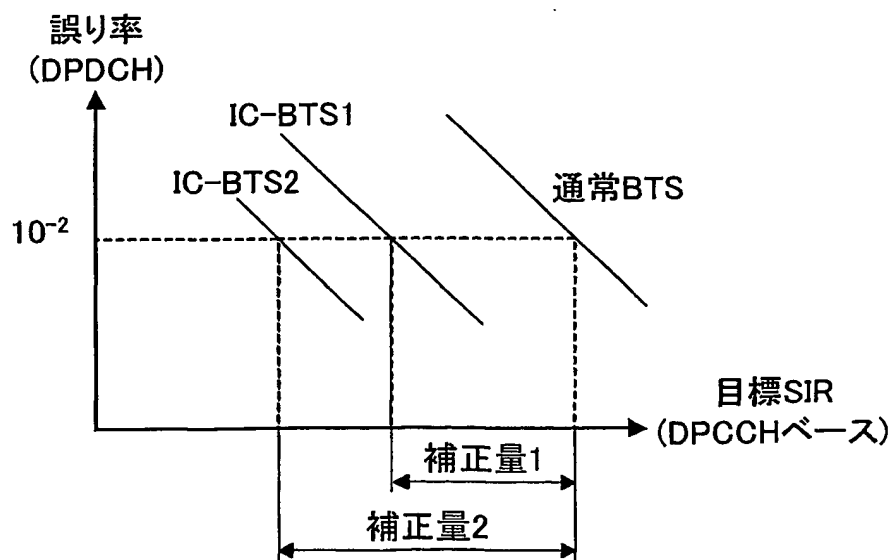 誤り率
(DPDCH)
IC-BTS1
IC-BTS2
通常BTS
10⁻²
目標SIR
(DPCCHベース)
補正量1
補正量2